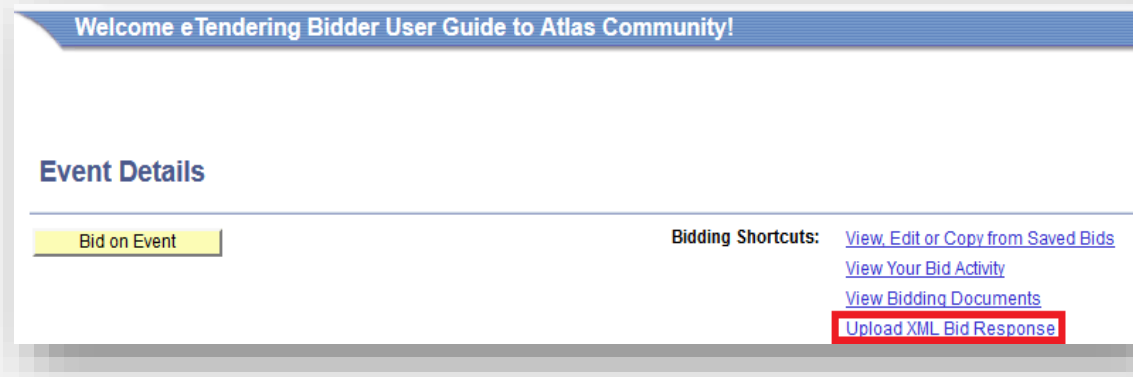 Welcome eTendering Bidder User Guide to Atlas Community!
Event Details
Bid on Event
Bidding Shortcuts: View, Edit or Copy from Saved Bids
View Your Bid Activity
View Bidding Documents
Upload XML Bid Response